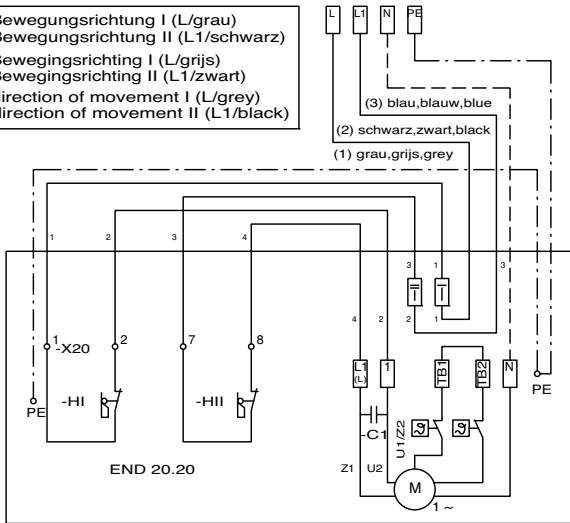 Bewegungsrichtung I (L/grau)
Bewegungsrichtung II (L1/schwarz)
Bewegingsrichting I (L/grijs)
Bewegingsrichting II (L1/zwart)
direction of movement I (L/grey)
direction of movement II (L1/black)
L L1 N PE
(3) blau,blauw,blue
(2) schwarz,zwart,black
(1) grau,grijs,grey
1 2 3 4
3 1 3
II I
2 1
4 2
1 -X20 2 7 8
L1 (L) 1 TB1 TB2 N
PE
PE
-HI -HII
-C1
U1/Z2
ϑ ϑ
Z1 U2
M
1 ~
END 20.20